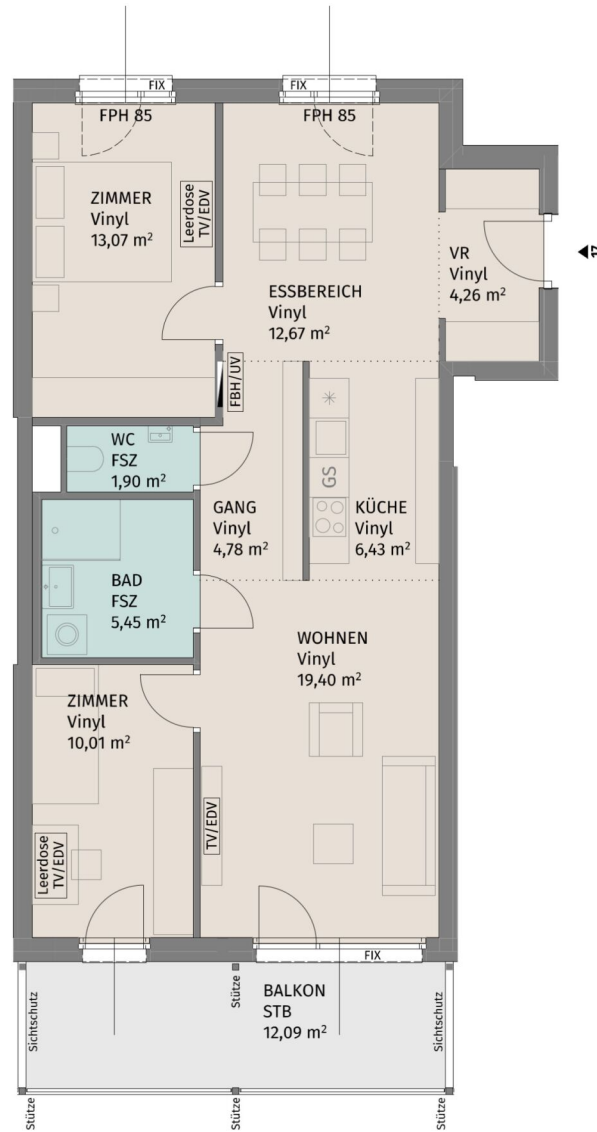 FIX
FIX
FPH 85
FPH 85
ZIMMER
Vinyl
13,07 m²
Leerdose
TV/EDV
ESSBEREICH
Vinyl
12,67 m²
VR
Vinyl
4,26 m²
17
FBH/UV
WC
FSZ
1,90 m²
GS
GANG
Vinyl
4,78 m²
KÜCHE
Vinyl
6,43 m²
BAD
FSZ
5,45 m²
WOHNEN
Vinyl
19,40 m²
ZIMMER
Vinyl
10,01 m²
Leerdose
TV/EDV
TV/EDV
FIX
Sichtschutz
Stütze
BALKON
STB
12,09 m²
Sichtschutz
Stütze
Stütze
Stütze